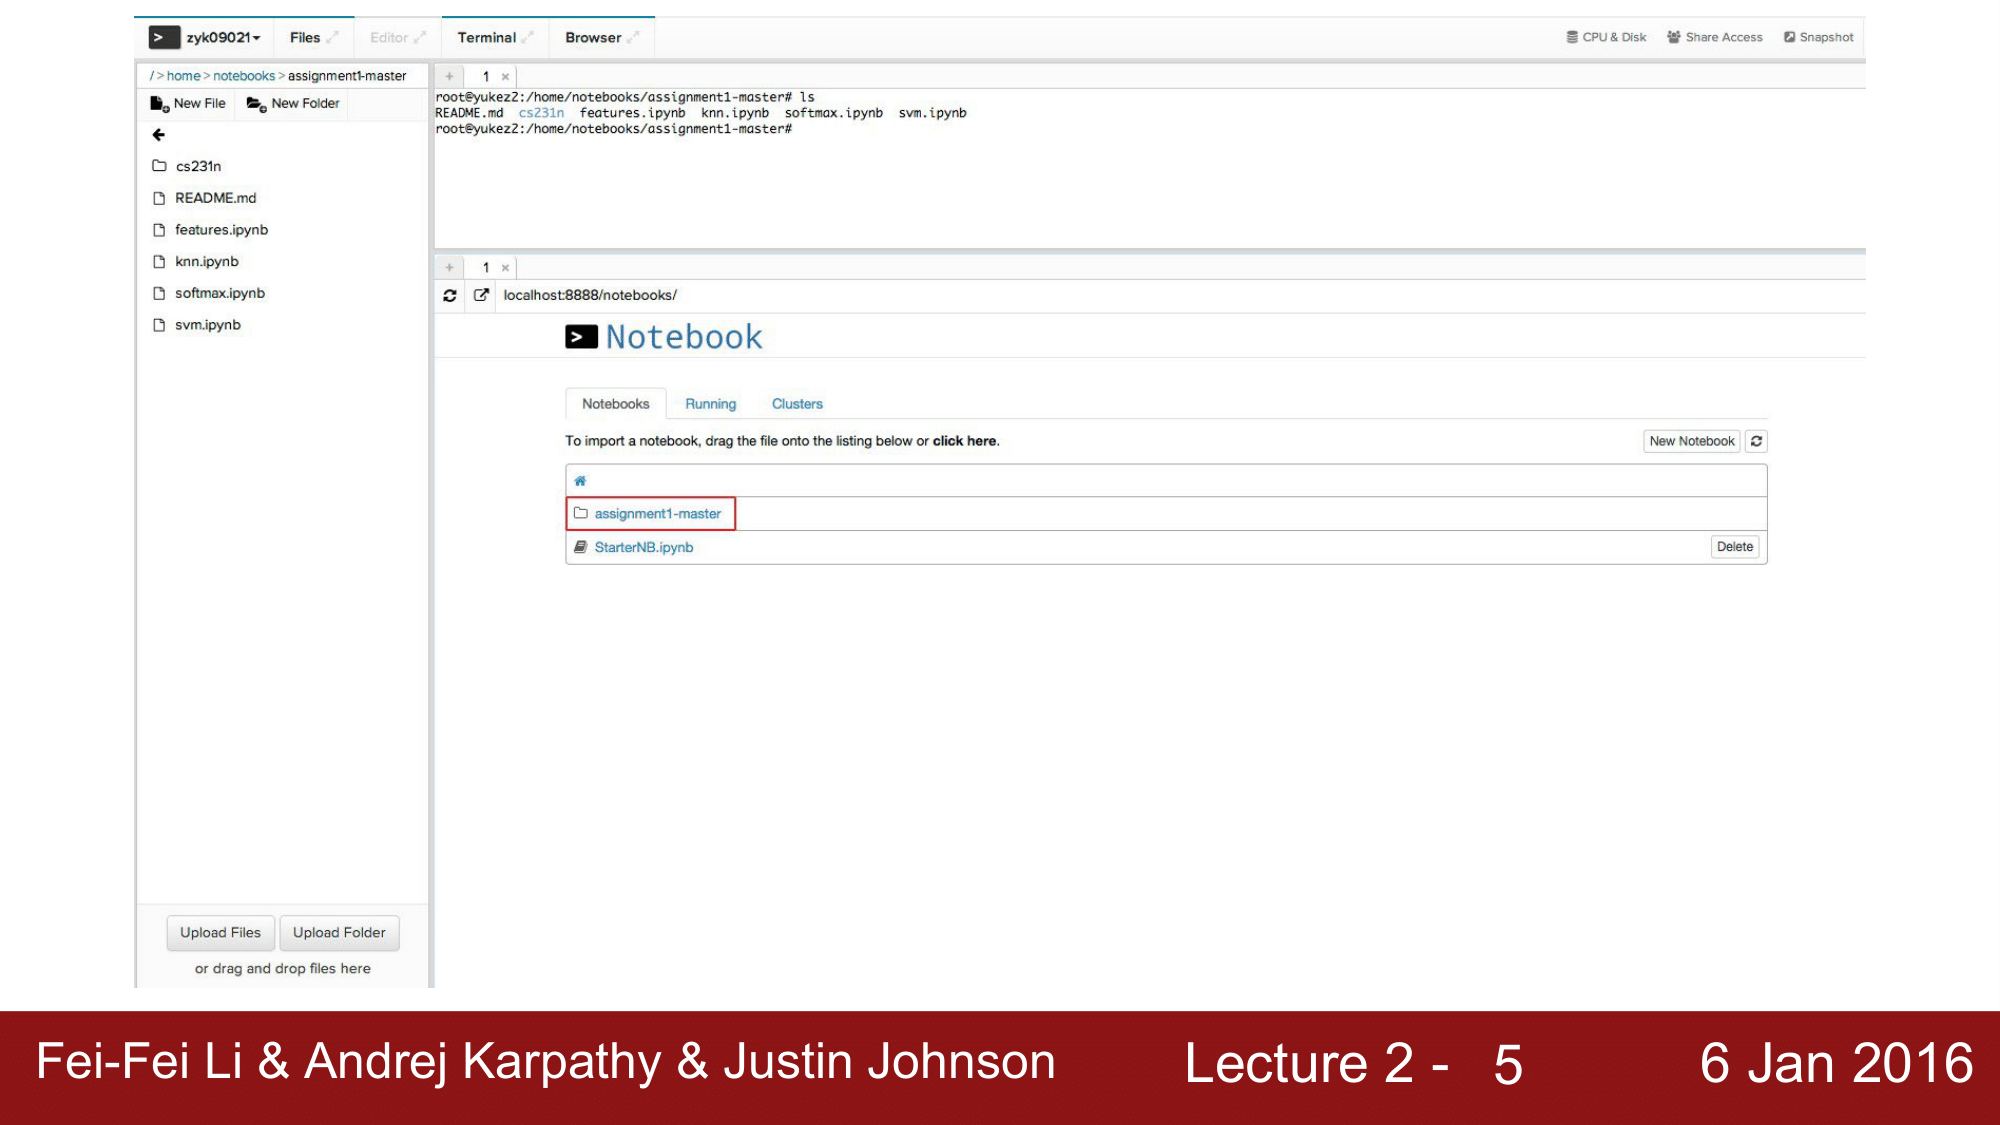 zyk09021 Files Editor Terminal Browser CPU & Disk Share Access Snapshot
/ > home > notebooks > assignment1-master
New File New Folder
cs231n
README.md
features.ipynb
knn.ipynb
softmax.ipynb
svm.ipynb
Upload Files Upload Folder
or drag and drop files here
+ 1 ×
root@yukez2:/home/notebooks/assignment1-master# ls
README.md cs231n features.ipynb knn.ipynb softmax.ipynb svm.ipynb
root@yukez2:/home/notebooks/assignment1-master#
+ 1 ×
localhost:8888/notebooks/
Notebook
Notebooks Running Clusters
To import a notebook, drag the file onto the listing below or click here. New Notebook
assignment1-master
StarterNB.ipynb Delete
Fei-Fei Li & Andrej Karpathy & Justin Johnson Lecture 2 - 5 6 Jan 2016